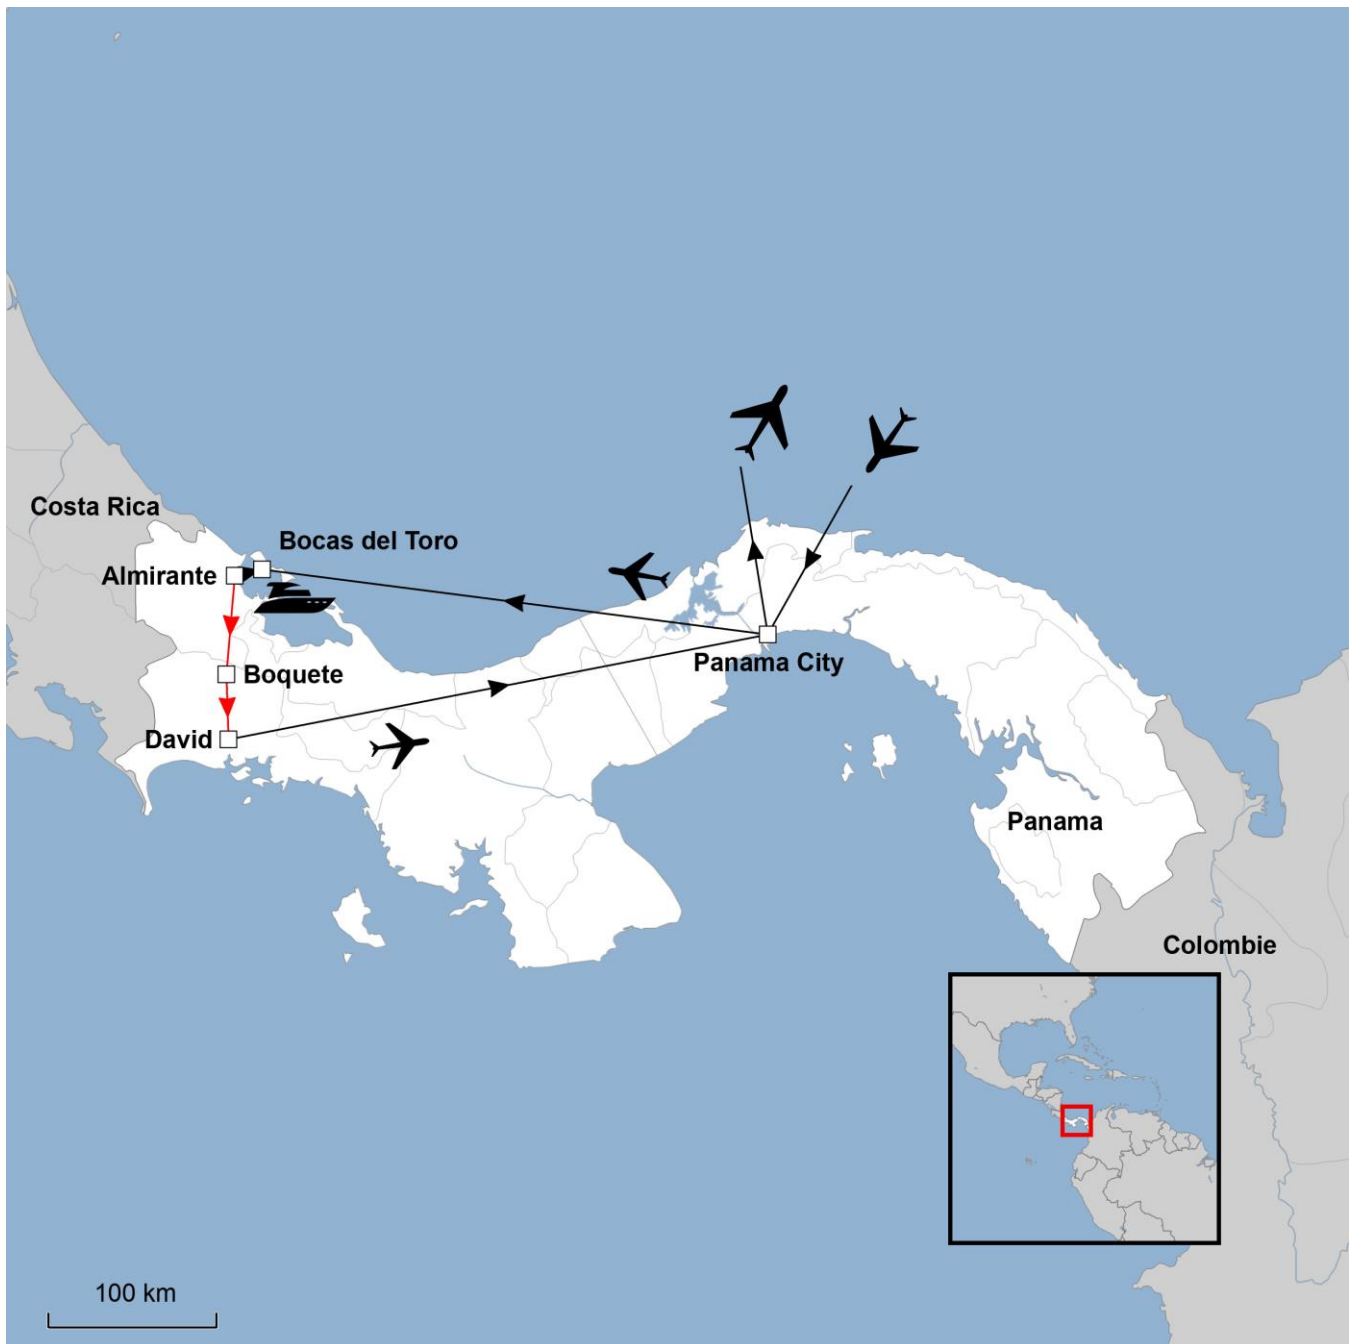 Costa Rica
Bocas del Toro
Almirante
Boquete
Panama City
David
Panama
Colombie
100 km